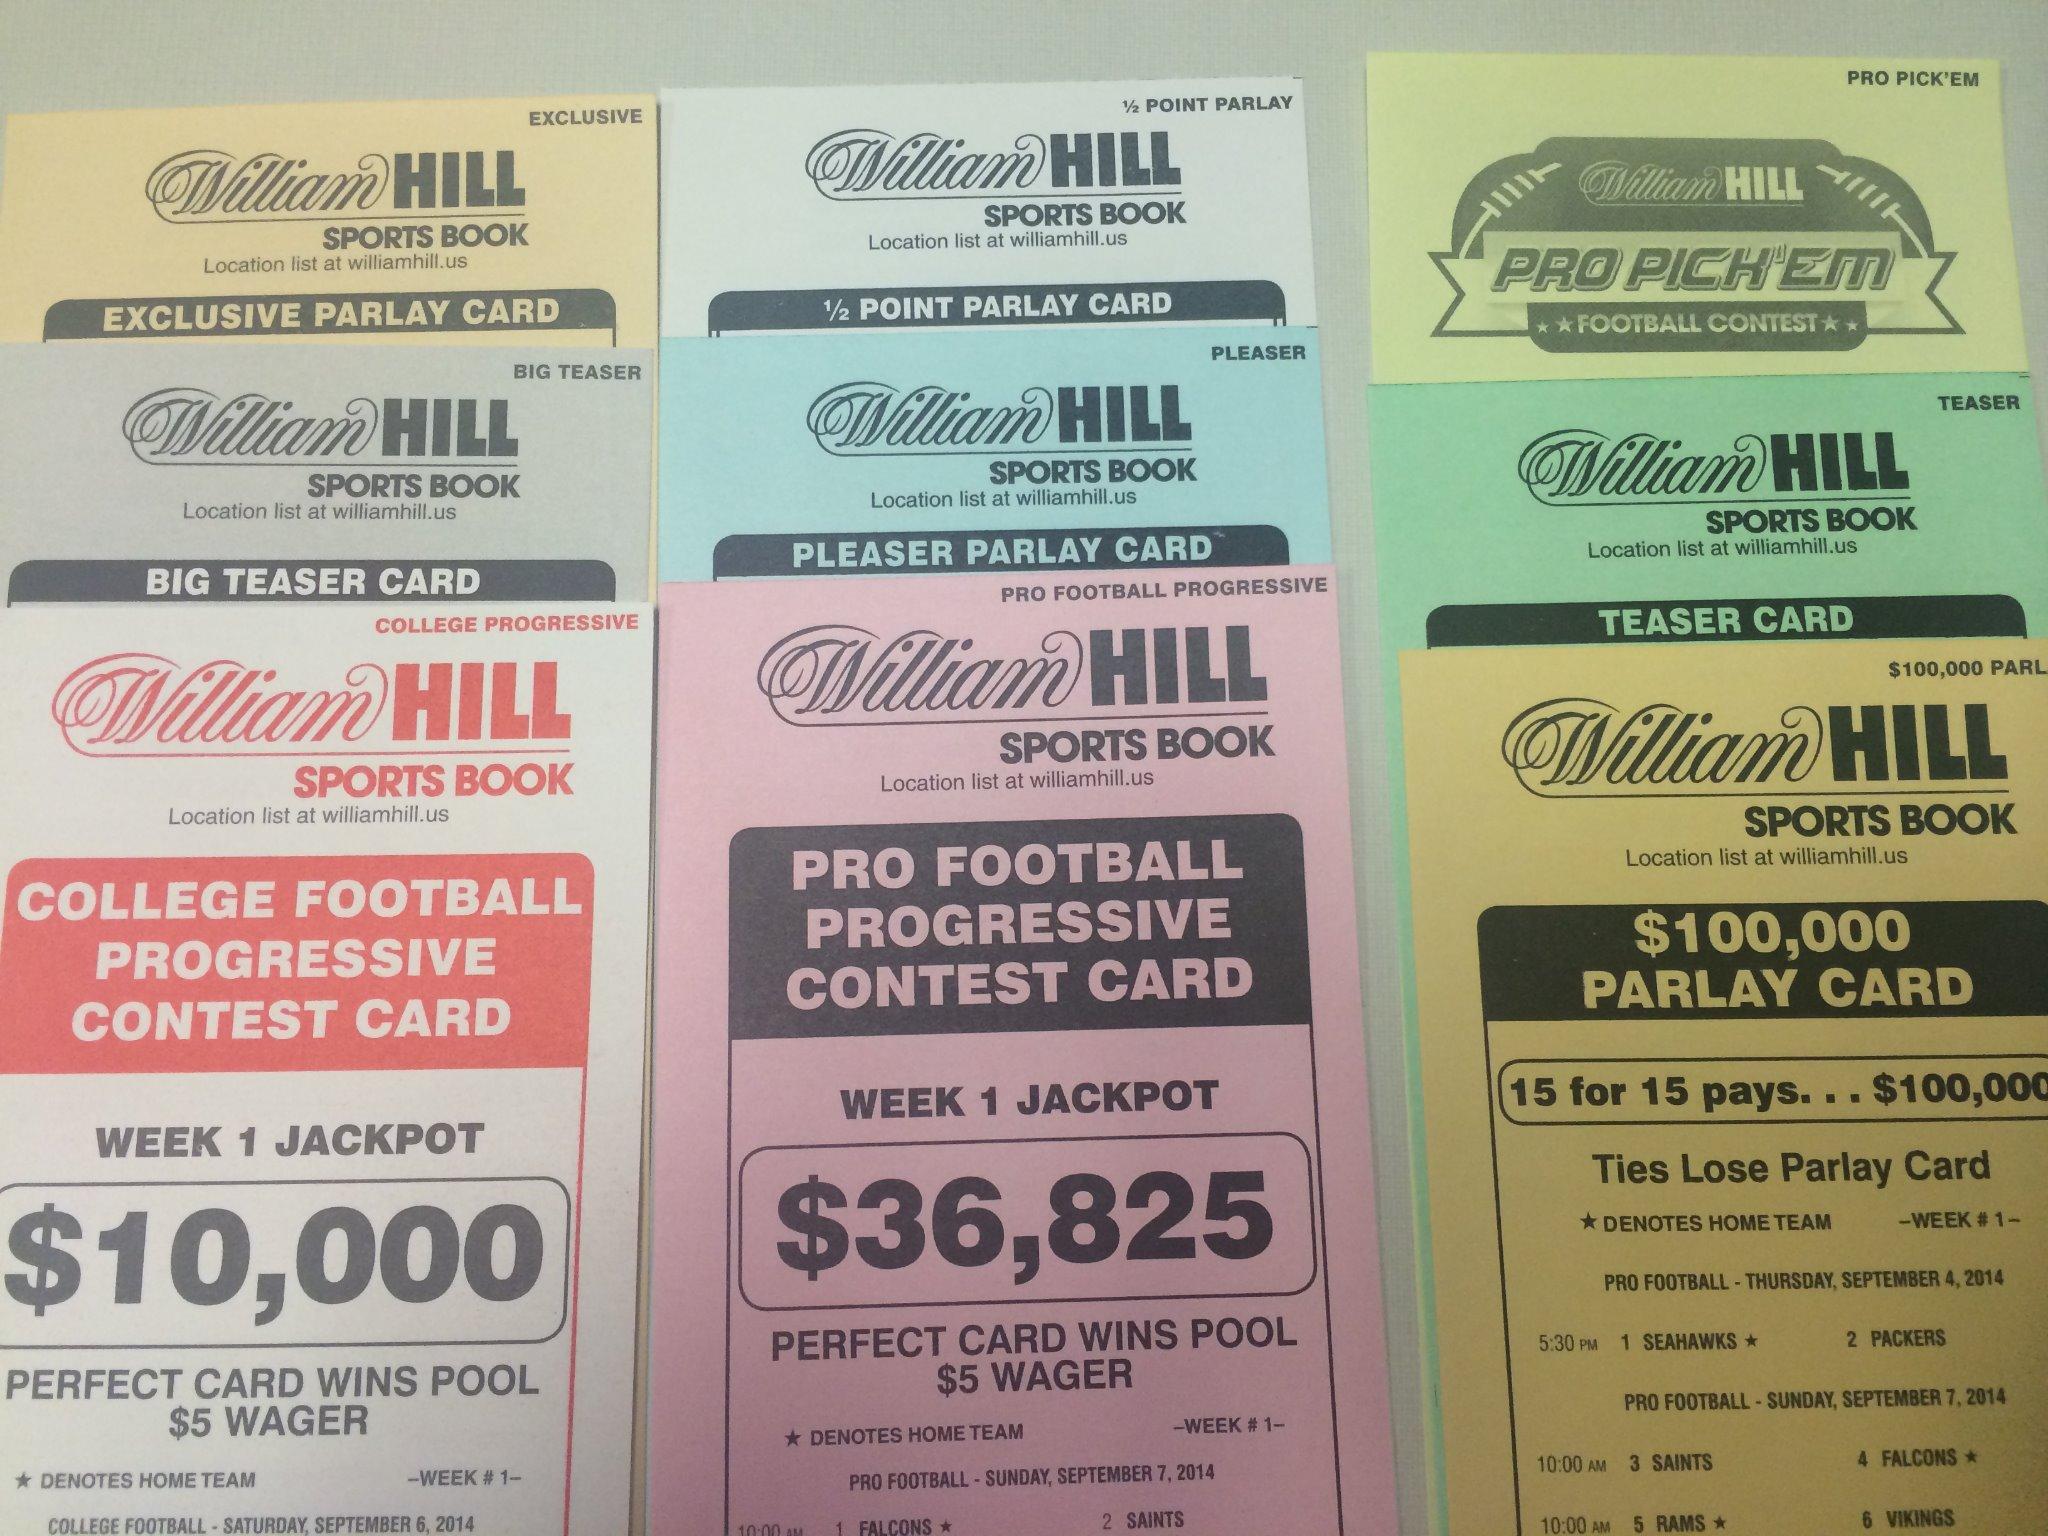 EXCLUSIVE
William HILL
SPORTS BOOK
Location list at williamhill.us
EXCLUSIVE PARLAY CARD
BIG TEASER
William HILL
SPORTS BOOK
Location list at williamhill.us
BIG TEASER CARD
COLLEGE PROGRESSIVE
William HILL
SPORTS BOOK
Location list at williamhill.us
COLLEGE FOOTBALL
PROGRESSIVE
CONTEST CARD
WEEK 1 JACKPOT
$10,000
PERFECT CARD WINS POOL
$5 WAGER
★ DENOTES HOME TEAM –WEEK # 1–
COLLEGE FOOTBALL - SATURDAY, SEPTEMBER 6, 2014
½ POINT PARLAY
William HILL
SPORTS BOOK
Location list at williamhill.us
½ POINT PARLAY CARD
PLEASER
William HILL
SPORTS BOOK
Location list at williamhill.us
PLEASER PARLAY CARD
PRO FOOTBALL PROGRESSIVE
William HILL
SPORTS BOOK
Location list at williamhill.us
PRO FOOTBALL
PROGRESSIVE
CONTEST CARD
WEEK 1 JACKPOT
$36,825
PERFECT CARD WINS POOL
$5 WAGER
★ DENOTES HOME TEAM –WEEK # 1–
PRO FOOTBALL - SUNDAY, SEPTEMBER 7, 2014
10:00 AM 1 FALCONS ★ 2 SAINTS
PRO PICK'EM
William HILL
PRO PICK'EM
★ ★ FOOTBALL CONTEST ★ ★
TEASER
William HILL
SPORTS BOOK
Location list at williamhill.us
TEASER CARD
$100,000 PARL
William HILL
SPORTS BOOK
Location list at williamhill.us
$100,000
PARLAY CARD
15 for 15 pays. . . $100,000
Ties Lose Parlay Card
★ DENOTES HOME TEAM –WEEK # 1–
PRO FOOTBALL - THURSDAY, SEPTEMBER 4, 2014
5:30 PM 1 SEAHAWKS ★ 2 PACKERS
PRO FOOTBALL - SUNDAY, SEPTEMBER 7, 2014
10:00 AM 3 SAINTS 4 FALCONS ★
10:00 AM 5 RAMS ★ 6 VIKINGS